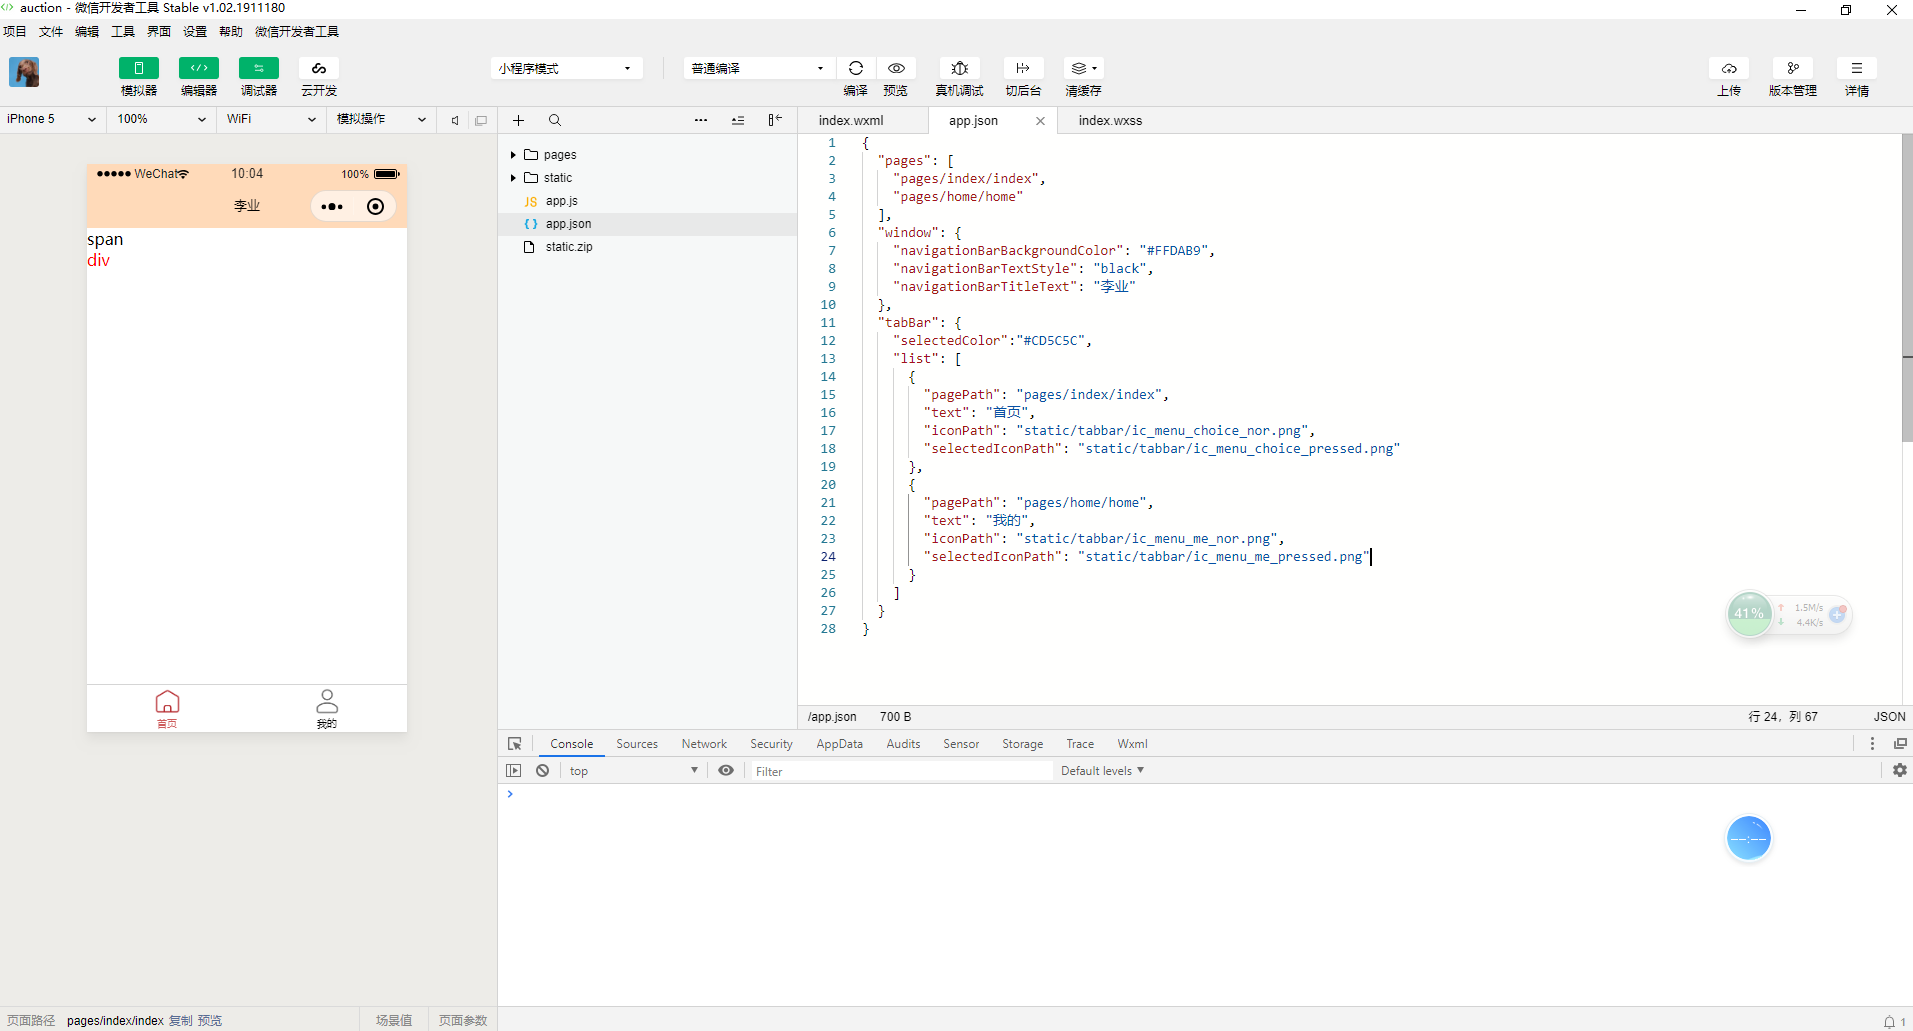 auction - 微信开发者工具 Stable v1.02.1911180
项目 文件 编辑 工具 界面 设置 帮助 微信开发者工具
小程序模式 普通编译
模拟器 编辑器 调试器 云开发 编译 预览 真机调试 切后台 清缓存 上传 版本管理 详情
iPhone 5 100% WiFi 模拟操作
index.wxml app.json index.wxss
WeChat 10:04 100%
李业
span
div
首页 我的
pages
static
JS app.js
{ } app.json
static.zip
1 {
2 "pages": [
3 "pages/index/index",
4 "pages/home/home"
5 ],
6 "window": {
7 "navigationBarBackgroundColor": "#FFDAB9",
8 "navigationBarTextStyle": "black",
9 "navigationBarTitleText": "李业"
10 },
11 "tabBar": {
12 "selectedColor":"#CD5C5C",
13 "list": [
14 {
15 "pagePath": "pages/index/index",
16 "text": "首页",
17 "iconPath": "static/tabbar/ic_menu_choice_nor.png",
18 "selectedIconPath": "static/tabbar/ic_menu_choice_pressed.png"
19 },
20 {
21 "pagePath": "pages/home/home",
22 "text": "我的",
23 "iconPath": "static/tabbar/ic_menu_me_nor.png",
24 "selectedIconPath": "static/tabbar/ic_menu_me_pressed.png"
25 }
26 ]
27 }
28 }
41% 1.5M/s
4.4K/s
/app.json 700 B 行 24，列 67 JSON
Console Sources Network Security AppData Audits Sensor Storage Trace Wxml
top Filter Default levels
--:--
页面路径 pages/index/index 复制 预览 场景值 页面参数 1